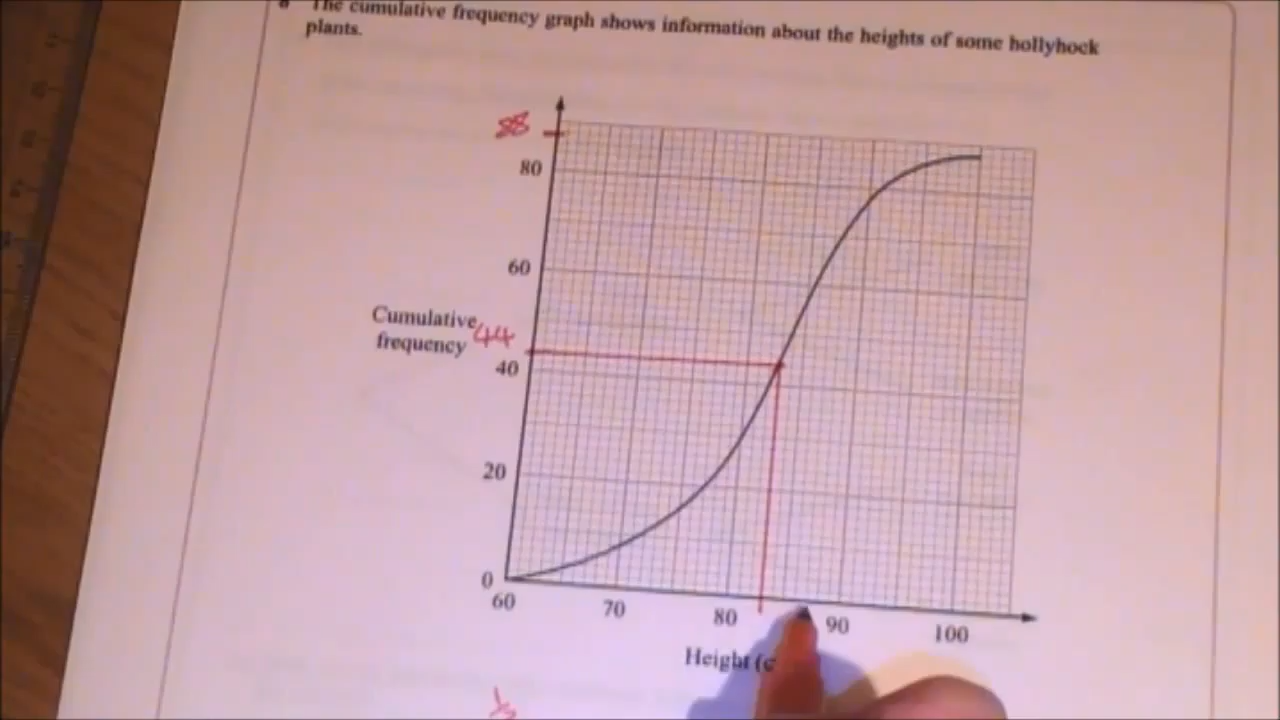 The cumulative frequency graph shows information about the heights of some hollyhock
plants.
88
80
60
Cumulative
frequency
44
40
20
0
60
70
80
90
100
Height (c